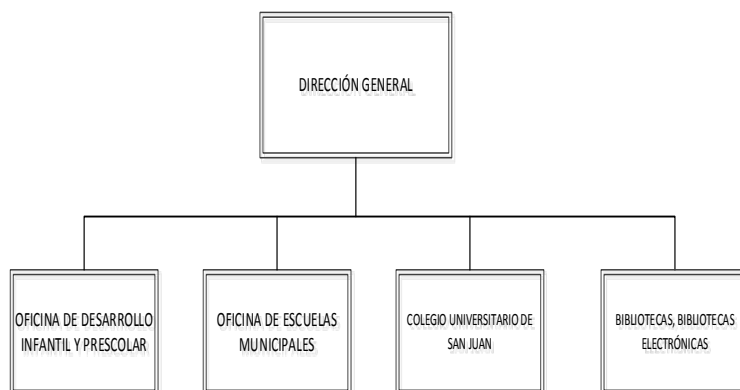 DIRECCIÓN GENERAL
OFICINA DE DESARROLLO
INFANTIL Y PRESCOLAR
OFICINA DE ESCUELAS
MUNICIPALES
COLEGIO UNIVERSITARIO DE
SAN JUAN
BIBLIOTECAS, BIBLIOTECAS
ELECTRÓNICAS